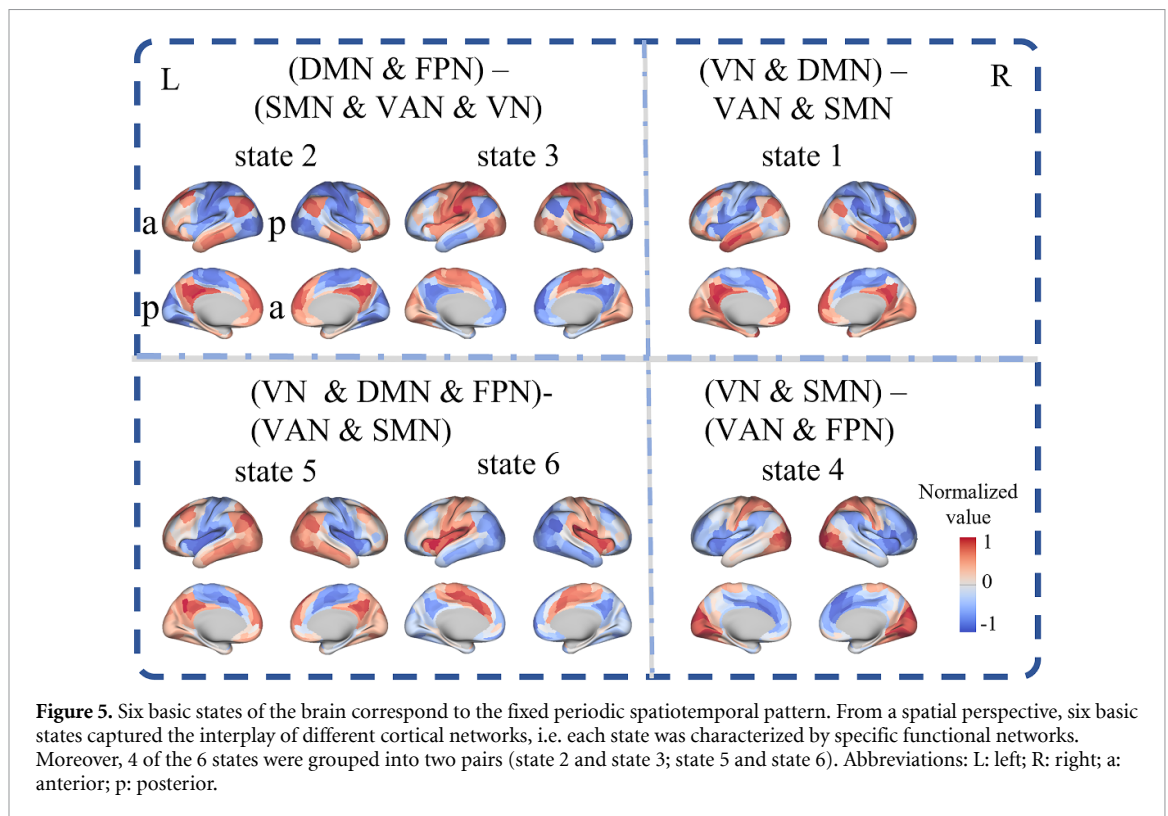 L
(DMN & FPN) –
(SMN & VAN & VN)
state 2
state 3
a
p
p
a
(VN & DMN) –
VAN & SMN
R
state 1
(VN & DMN & FPN)-
(VAN & SMN)
state 5
state 6
(VN & SMN) –
(VAN & FPN)
state 4
Normalized
value
1
0
-1
Figure 5. Six basic states of the brain correspond to the fixed periodic spatiotemporal pattern. From a spatial perspective, six basic
states captured the interplay of different cortical networks, i.e. each state was characterized by specific functional networks.
Moreover, 4 of the 6 states were grouped into two pairs (state 2 and state 3; state 5 and state 6). Abbreviations: L: left; R: right; a:
anterior; p: posterior.